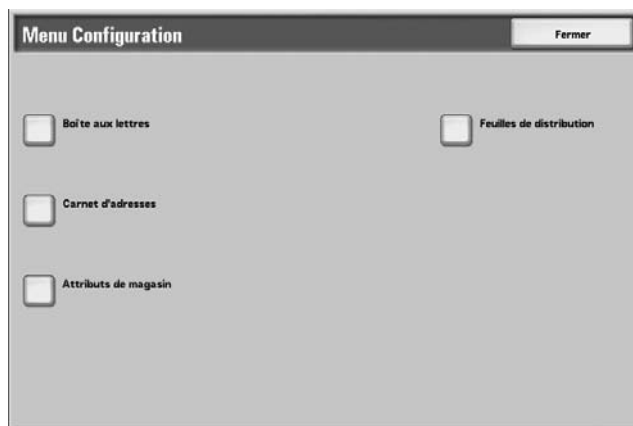 Menu Configuration
Fermer
Boîte aux lettres
Feuilles de distribution
Carnet d'adresses
Attributs de magasin